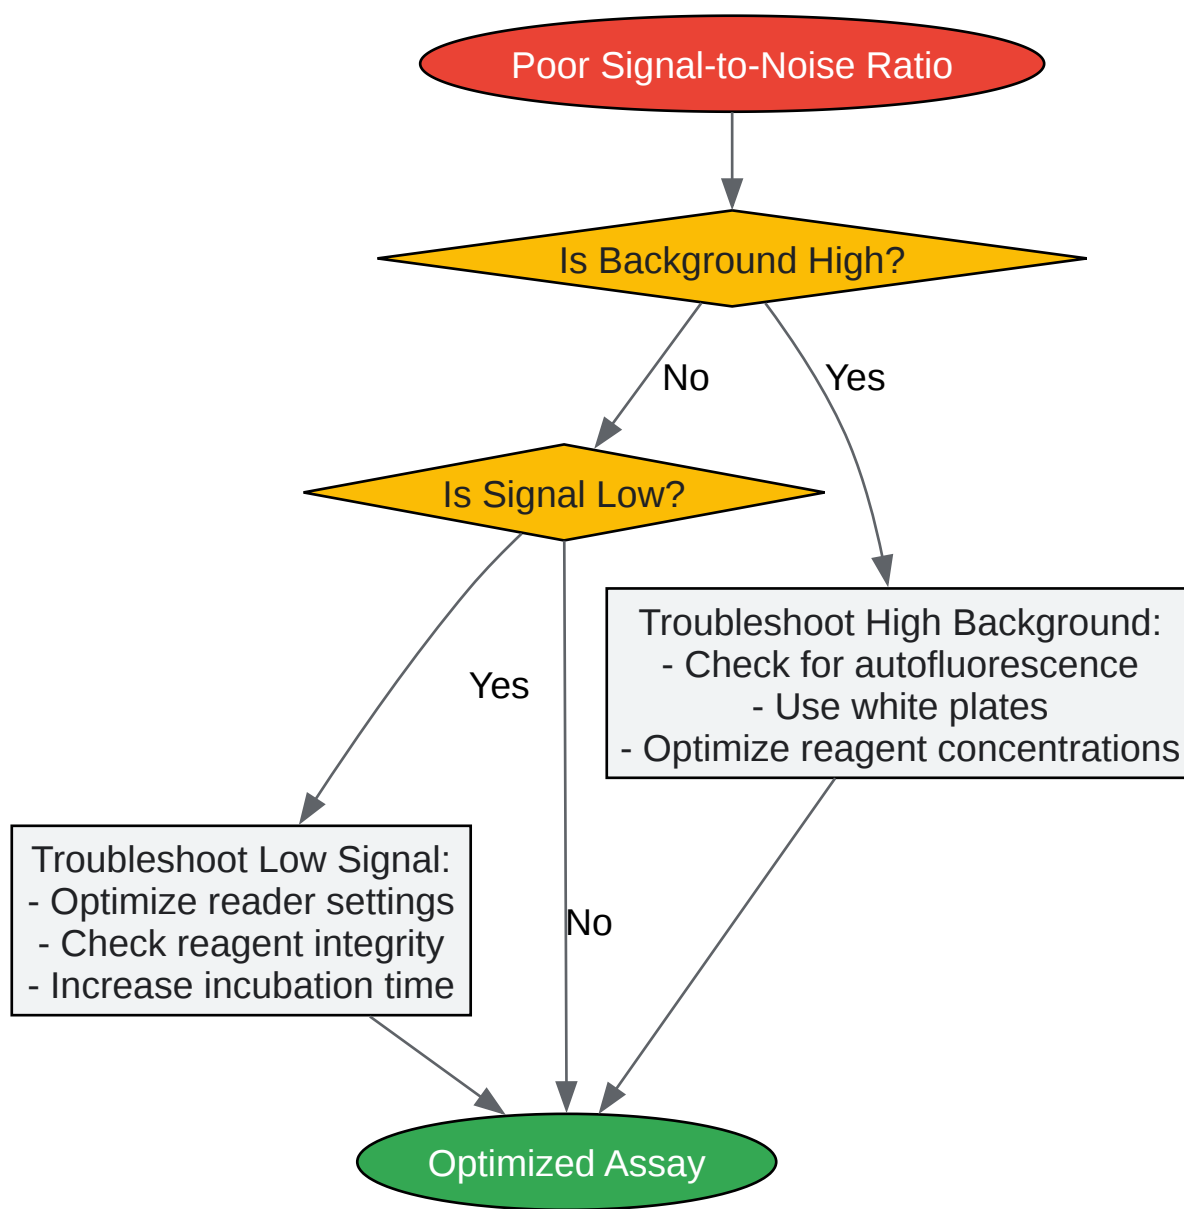 Poor Signal-to-Noise Ratio
Is Background High?
No
Yes
Is Signal Low?
Yes
Troubleshoot High Background:
- Check for autofluorescence
- Use white plates
- Optimize reagent concentrations
Troubleshoot Low Signal:
- Optimize reader settings
- Check reagent integrity
- Increase incubation time
No
Optimized Assay